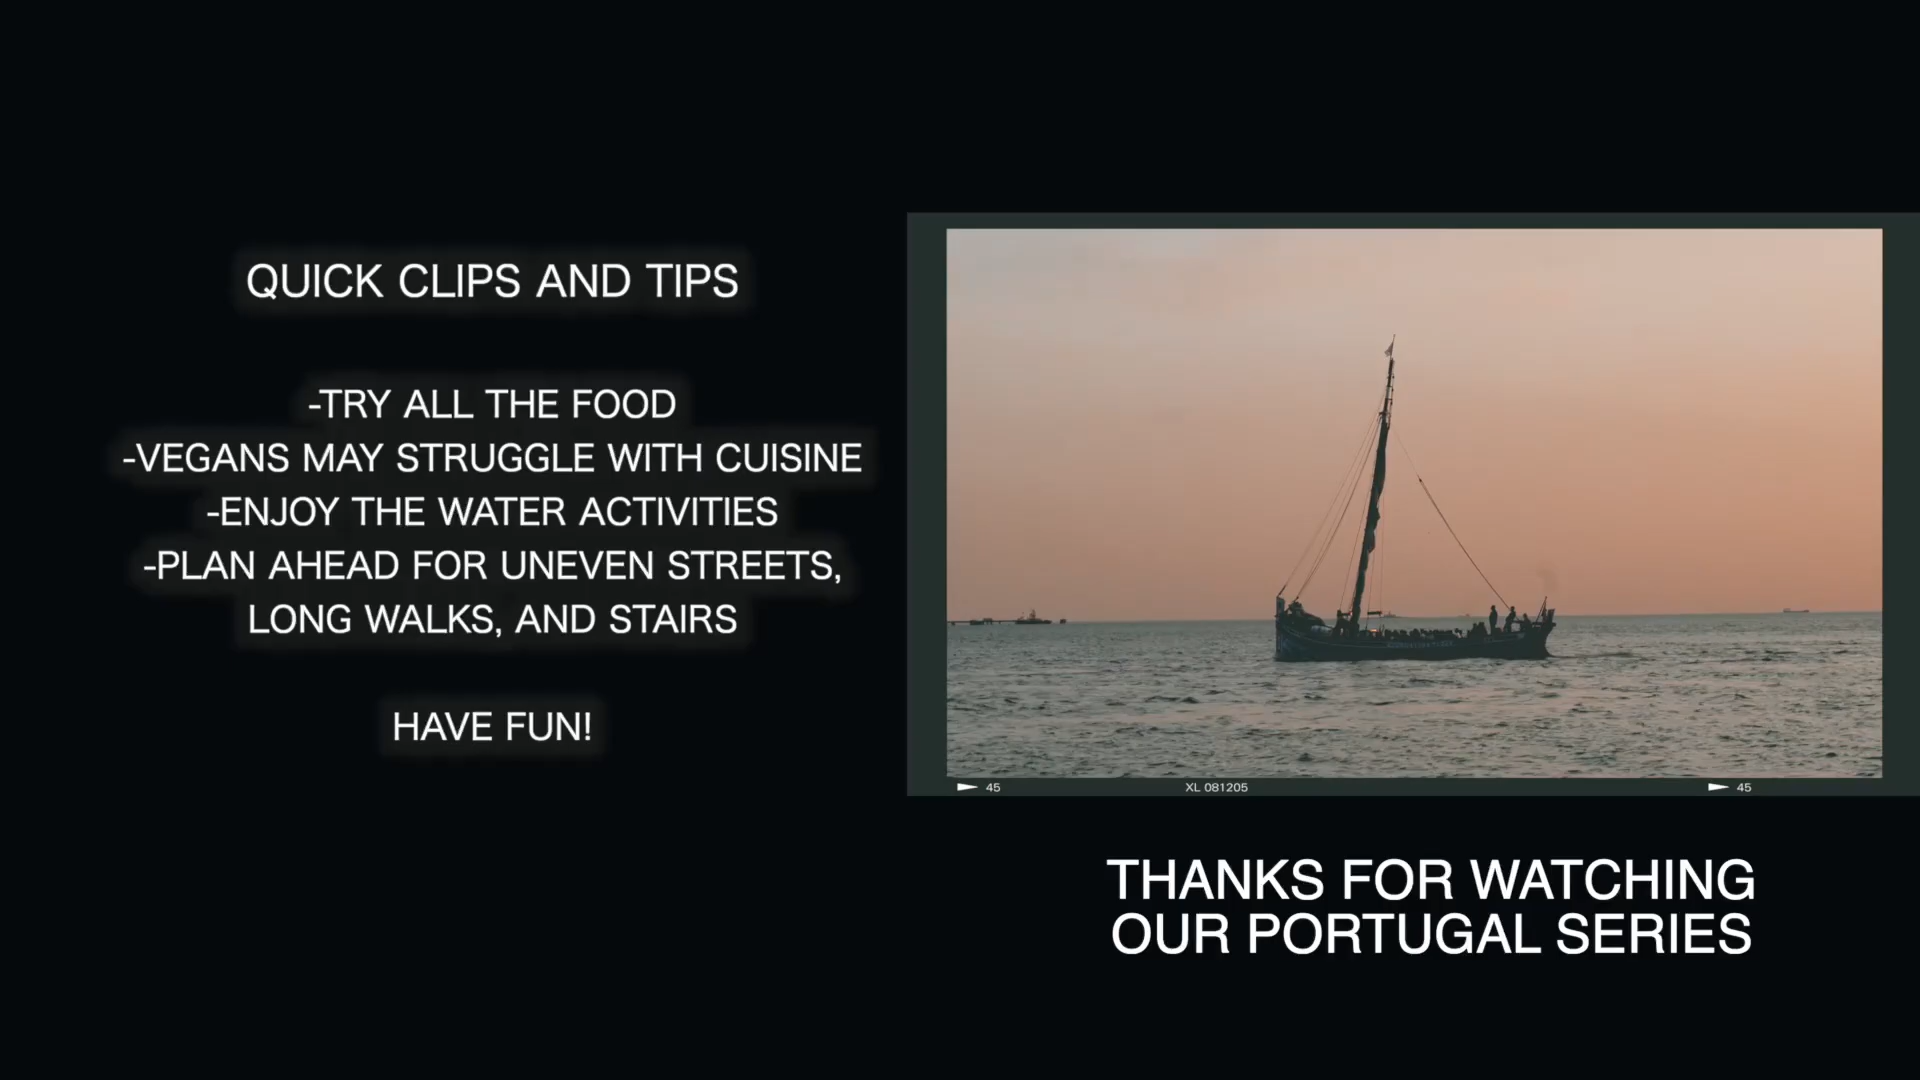 QUICK CLIPS AND TIPS
-TRY ALL THE FOOD
-VEGANS MAY STRUGGLE WITH CUISINE
-ENJOY THE WATER ACTIVITIES
-PLAN AHEAD FOR UNEVEN STREETS,
LONG WALKS, AND STAIRS
HAVE FUN!
45
XL 081205
45
THANKS FOR WATCHING
OUR PORTUGAL SERIES